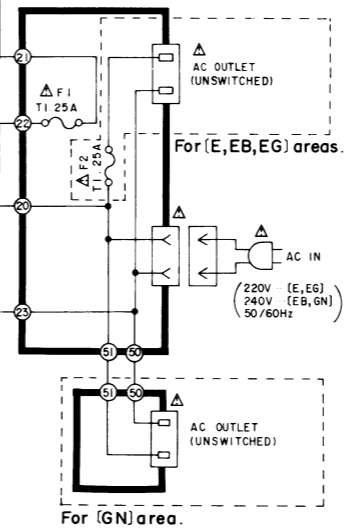 21
AC OUTLET
(UNSWITCHED)
F1
T1.25A
22
For [E,EB,EG] areas.
F2
T1.25A
20
AC IN
220V -- [E,EG]
240V -- [EB,GN]
50/60Hz
23
51 50
51 50
AC OUTLET
(UNSWITCHED)
For [GN] area.